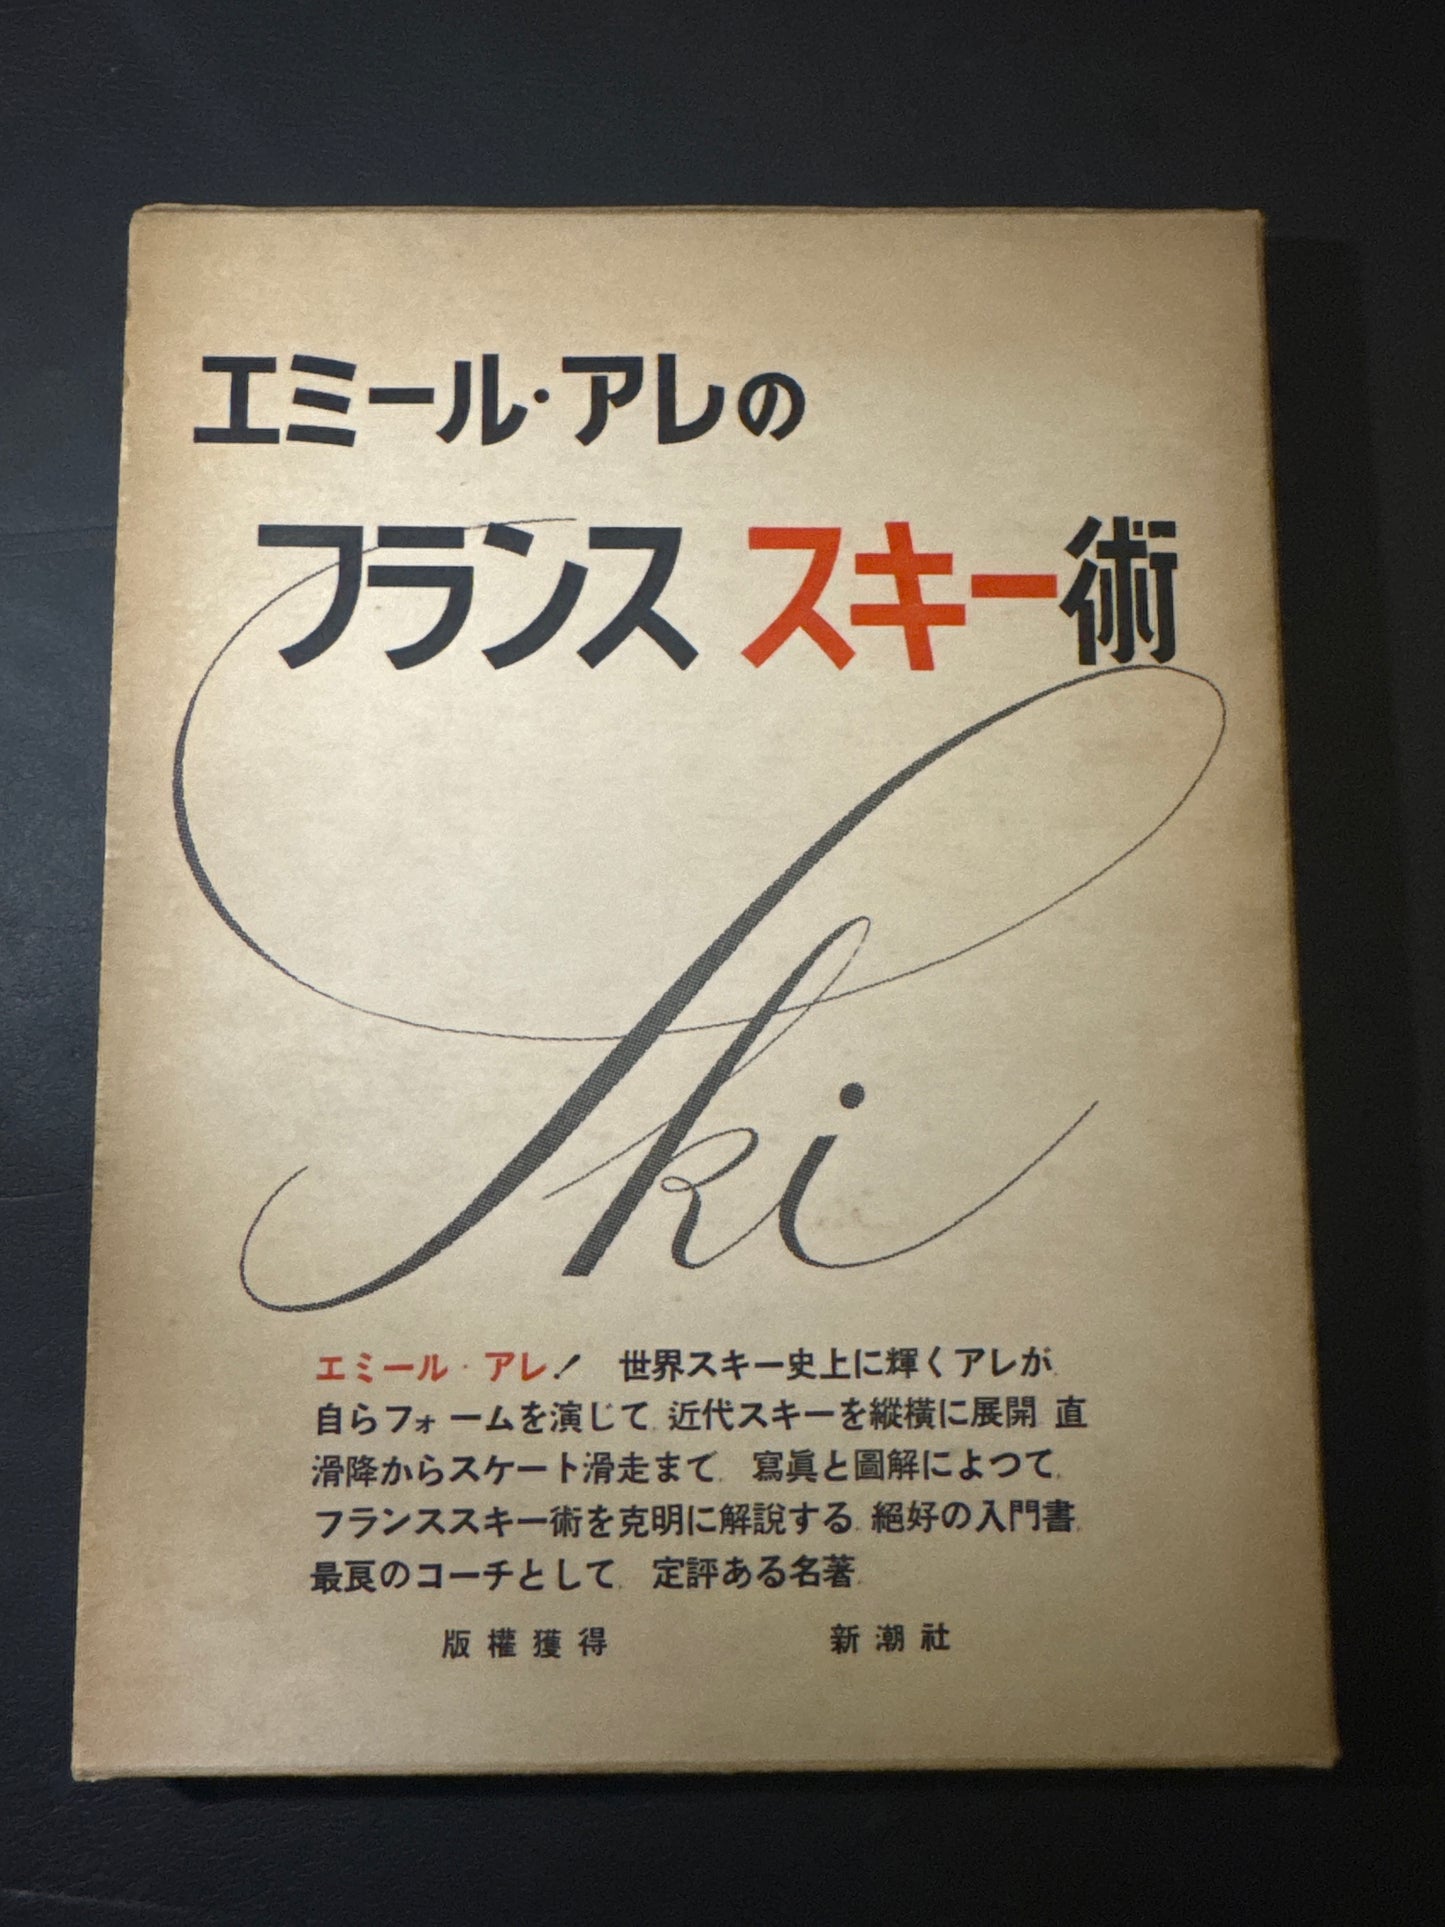 エミール・アレの
フランス スキー術
Ski
エミール・アレ! 世界スキー史上に輝くアレが,
自らフォームを演じて, 近代スキーを縱橫に展開. 直
滑降からスケート滑走まで, 寫眞と圖解によつて,
フランススキー術を克明に解說する, 絕好の入門書,
最良のコーチとして, 定評ある名著.
版權獲得 新潮社